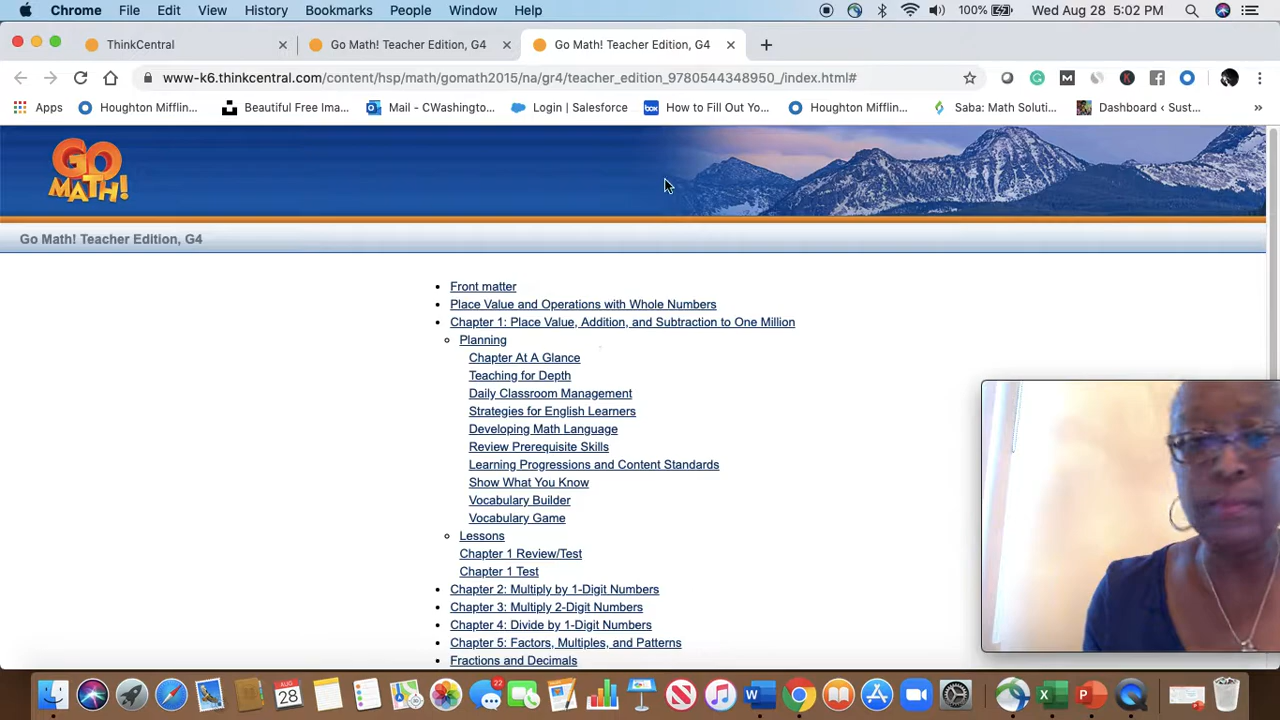 Chrome File Edit View History Bookmarks People Window Help 100% Wed Aug 28 5:02 PM
ThinkCentral Go Math! Teacher Edition, G4 Go Math! Teacher Edition, G4
www-k6.thinkcentral.com/content/hsp/math/gomath2015/na/gr4/teacher_edition_9780544348950_/index.html#
Apps Houghton Mifflin... Beautiful Free Ima... Mail - CWashingto... Login | Salesforce box How to Fill Out Yo... Houghton Mifflin... Saba: Math Soluti... Dashboard ‹ Sust... »
GO MATH!
Go Math! Teacher Edition, G4
Front matter
Place Value and Operations with Whole Numbers
Chapter 1: Place Value, Addition, and Subtraction to One Million
Planning
Chapter At A Glance
Teaching for Depth
Daily Classroom Management
Strategies for English Learners
Developing Math Language
Review Prerequisite Skills
Learning Progressions and Content Standards
Show What You Know
Vocabulary Builder
Vocabulary Game
Lessons
Chapter 1 Review/Test
Chapter 1 Test
Chapter 2: Multiply by 1-Digit Numbers
Chapter 3: Multiply 2-Digit Numbers
Chapter 4: Divide by 1-Digit Numbers
Chapter 5: Factors, Multiples, and Patterns
Fractions and Decimals
AUG 28 22